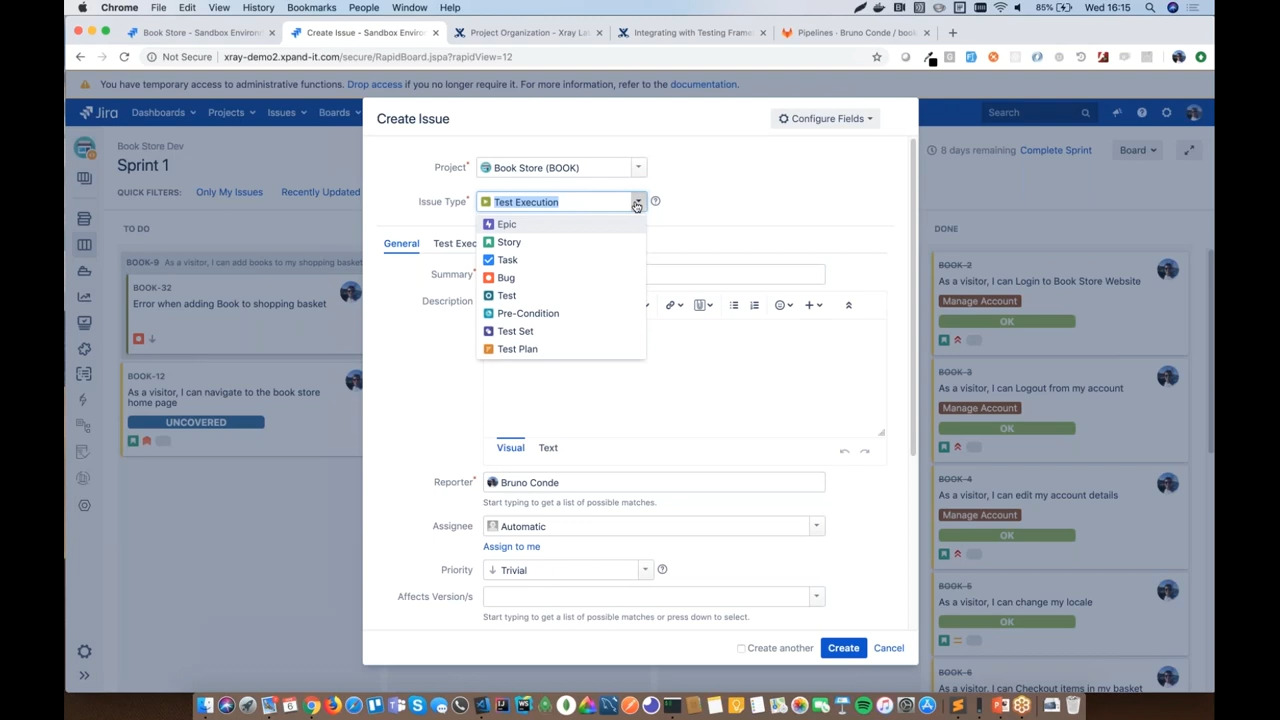 Chrome File Edit View History Bookmarks People Window Help 85% Wed 16:15
Book Store - Sandbox Environ × Create Issue - Sandbox Enviro × Project Organization - Xray La × Integrating with Testing Frame × Pipelines · Bruno Conde / book ×
Not Secure xray-demo2.xpand-it.com/secure/RapidBoard.jspa?rapidView=12
You have temporary access to administrative functions. Drop access if you no longer require it. For more information, refer to the documentation.
Jira Dashboards Projects Issues Boards Search
Create Issue
Configure Fields
Book Store Dev
Sprint 1
8 days remaining Complete Sprint Board
QUICK FILTERS: Only My Issues Recently Updated
Project* Book Store (BOOK)
Issue Type* Test Execution
Epic
Story
Task
Bug
Test
Pre-Condition
Test Set
Test Plan
General Test Exec
Summary*
Description
Visual Text
Reporter* Bruno Conde
Start typing to get a list of possible matches.
Assignee Automatic
Assign to me
Priority Trivial
Affects Version/s
Start typing to get a list of possible matches or press down to select.
Create another Create Cancel
TO DO
BOOK-9 As a visitor, I can add books to my shopping basket
BOOK-32
Error when adding Book to shopping basket
BOOK-12
As a visitor, I can navigate to the book store
home page
UNCOVERED
DONE
BOOK-2
As a visitor, I can Login to Book Store Website
Manage Account
OK
BOOK-3
As a visitor, I can Logout from my account
Manage Account
OK
BOOK-4
As a visitor, I can edit my account details
Manage Account
OK
BOOK-5
As a visitor, I can change my locale
OK
BOOK-6
As a visitor, I can Checkout items in my basket